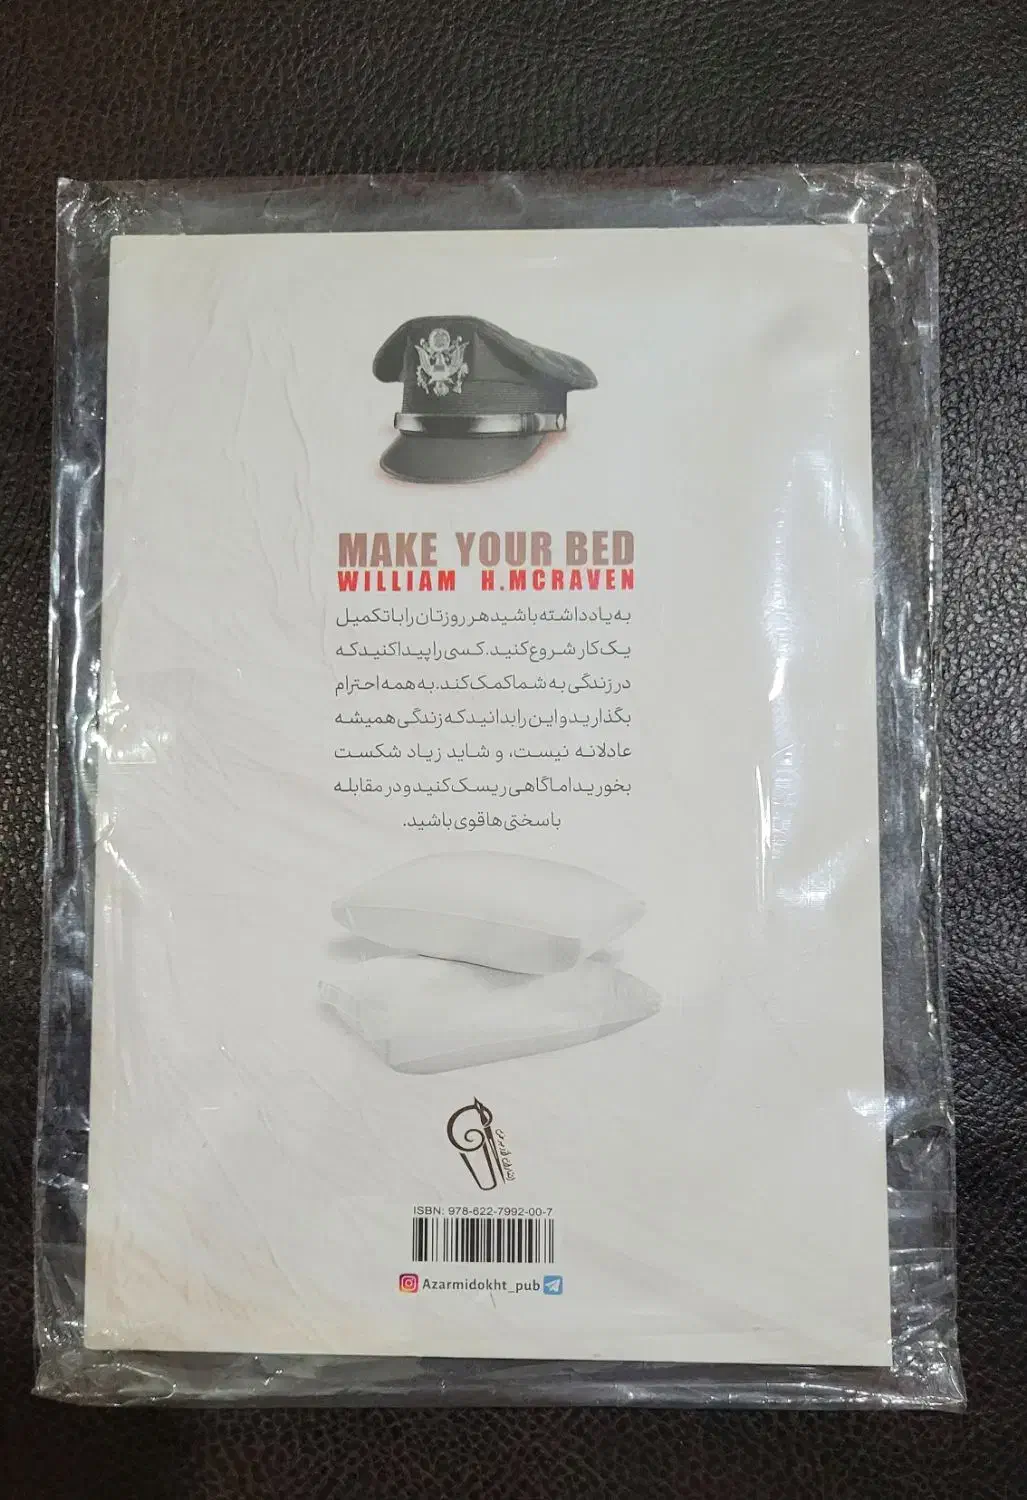 MAKE YOUR BED
WILLIAM H.MCRAVEN
به یاد داشته باشید هر روزتان را با تکمیل
یک کار شروع کنید. کسی را پیدا کنید که
در زندگی به شما کمک کند. به همه احترام
بگذارید و این را بدانید که زندگی همیشه
عادلانه نیست، و شاید زیاد شکست
بخورید اما گاهی ریسک کنید و در مقابله
با سختی‌ها قوی باشید.
ISBN: 978-622-7992-00-7
Azarmidokht_pub